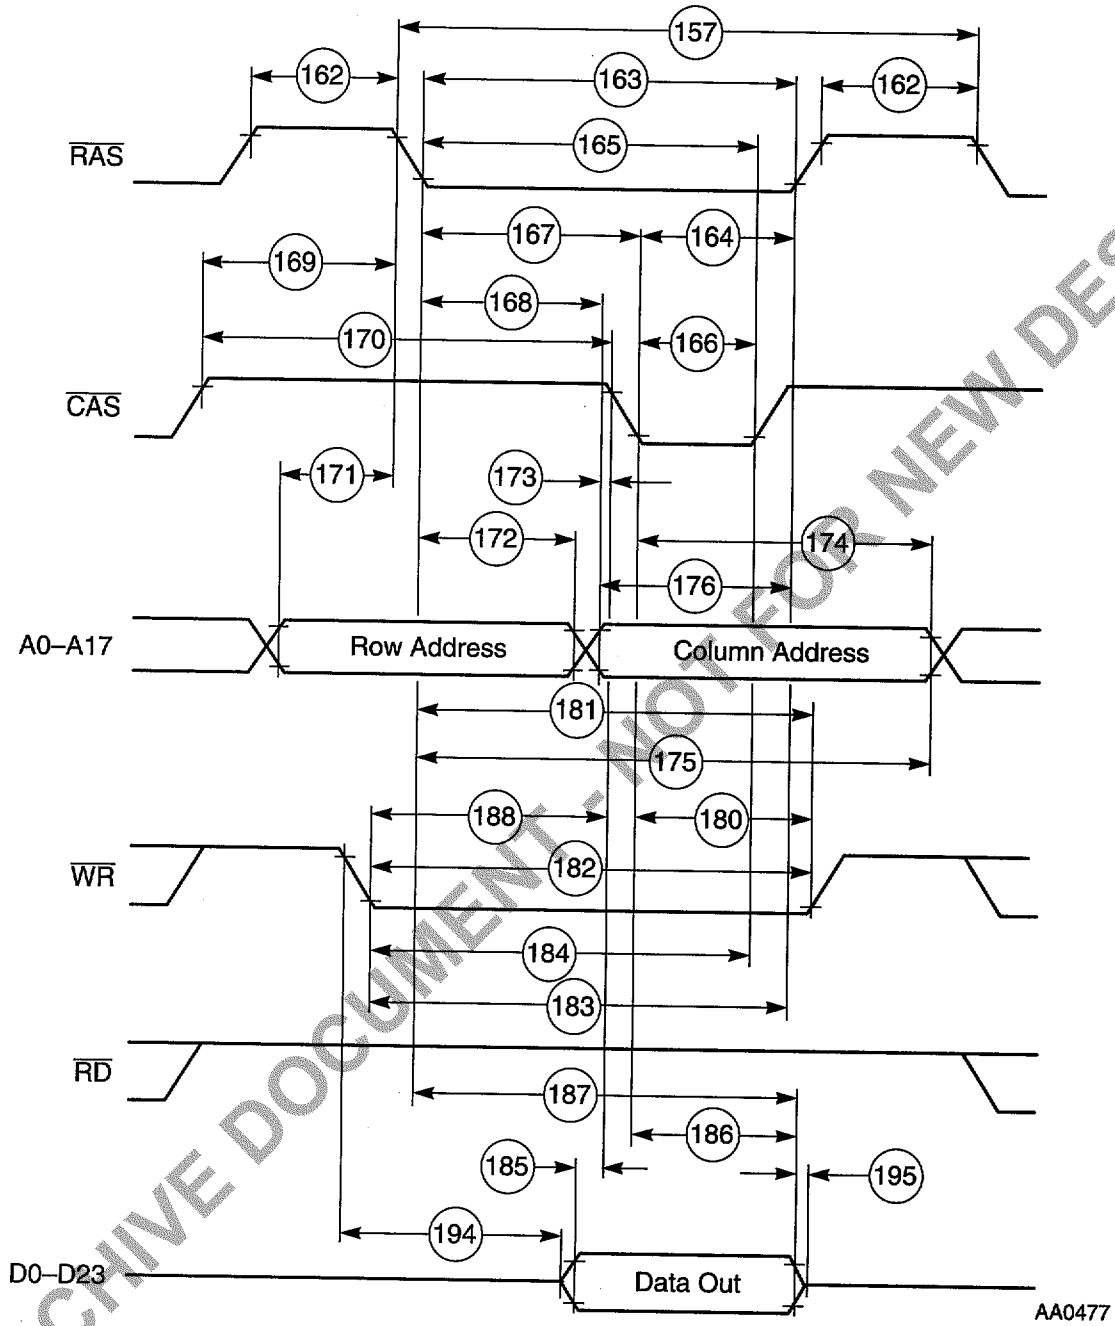 157
162
163
162
RAS
165
167
164
169
168
170
166
CAS
171
173
172
174
176
A0–A17
Row Address
Column Address
181
175
188
180
WR
182
184
183
RD
187
186
185
195
194
D0–D23
Data Out
AA0477
CHIVE DOCUMENT - NOT FOR NEW DES